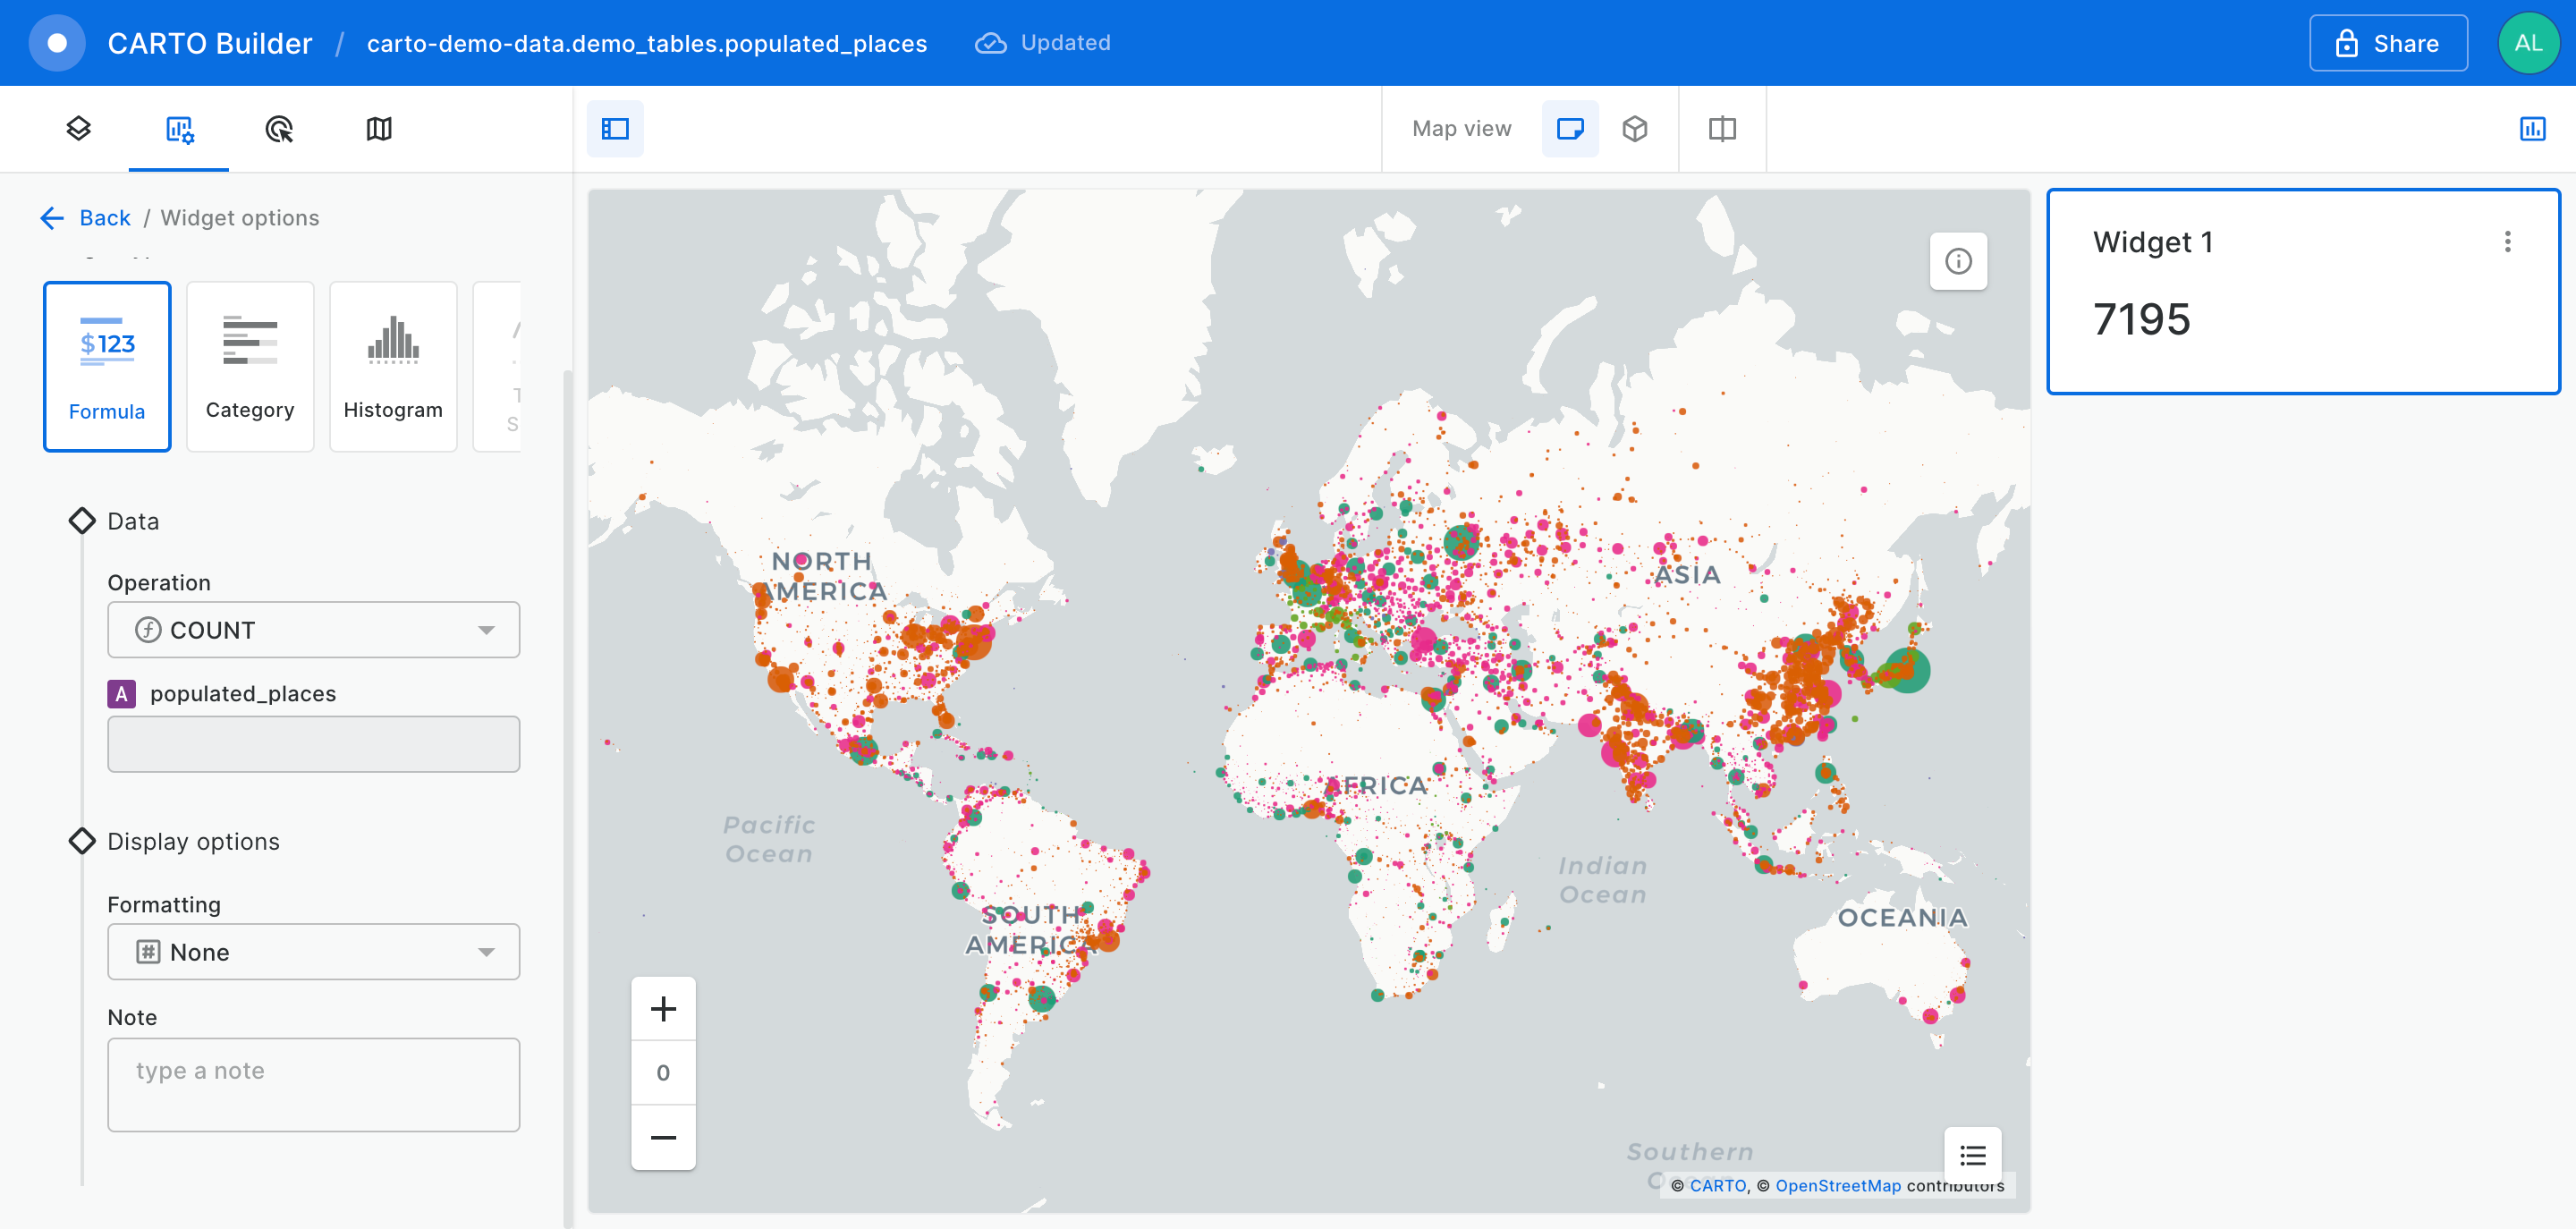 CARTO Builder / carto-demo-data.demo_tables.populated_places Updated Share AL
Map view
Back / Widget options
$123
Formula
Category
Histogram
Data
Operation
COUNT
A populated_places
Display options
Formatting
None
Note
type a note
NORTH
AMERICA
ASIA
AFRICA
Pacific
Ocean
Indian
Ocean
SOUTH
AMERICA
OCEANIA
Southern
+
0
−
© CARTO, © OpenStreetMap contributors
Widget 1
7195